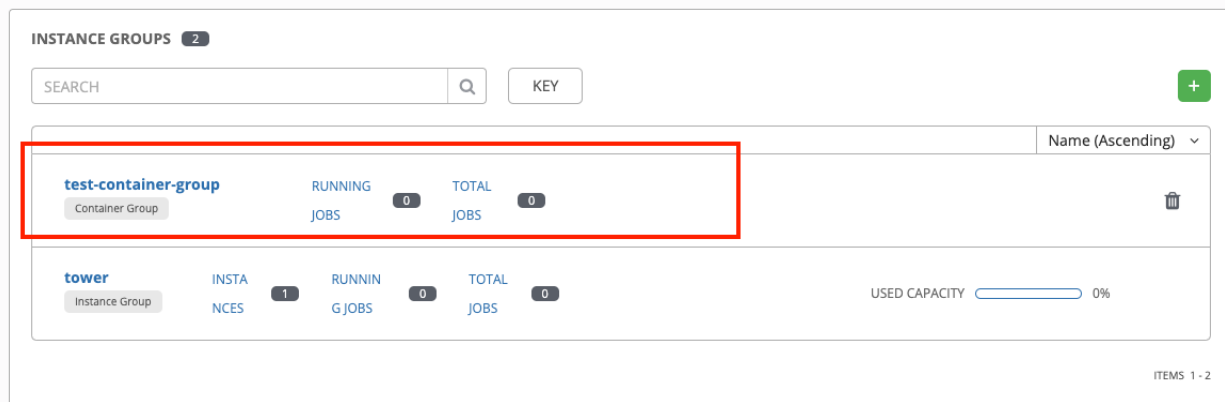 INSTANCE GROUPS 2
SEARCH KEY +
Name (Ascending)
test-container-group RUNNING JOBS 0 TOTAL JOBS 0
Container Group
tower INSTA NCES 1 RUNNIN G JOBS 0 TOTAL JOBS 0 USED CAPACITY 0%
Instance Group
ITEMS 1 - 2